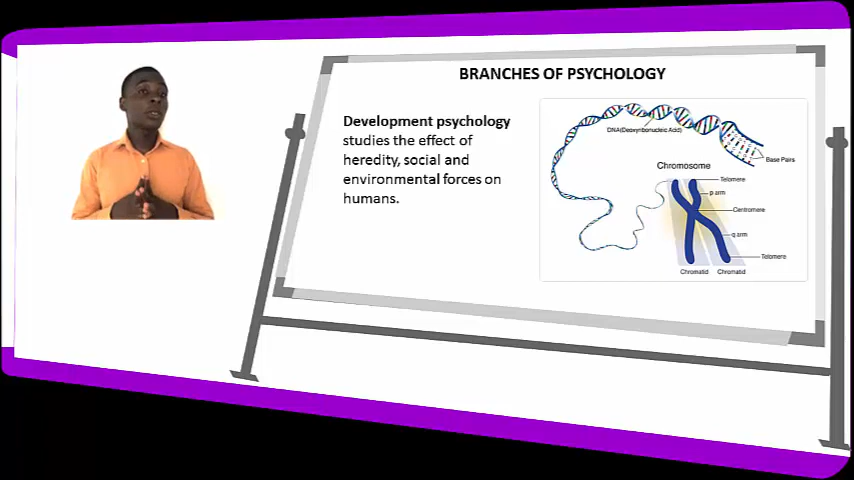 BRANCHES OF PSYCHOLOGY
Development psychology
studies the effect of
heredity, social and
environmental forces on
humans.
DNA(Deoxyribonucleic Acid)
Base Pairs
Chromosome
Telomere
p arm
Centromere
q arm
Telomere
Chromatid
Chromatid